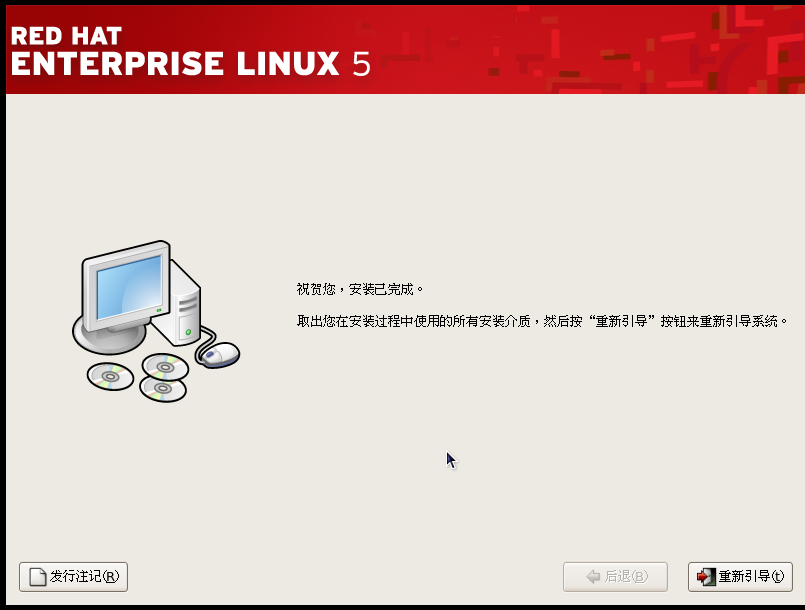 RED HAT
ENTERPRISE LINUX 5
祝贺您，安装已完成。
取出您在安装过程中使用的所有安装介质，然后按“重新引导”按钮来重新引导系统。
发行注记(R)
后退(B)
重新引导(t)